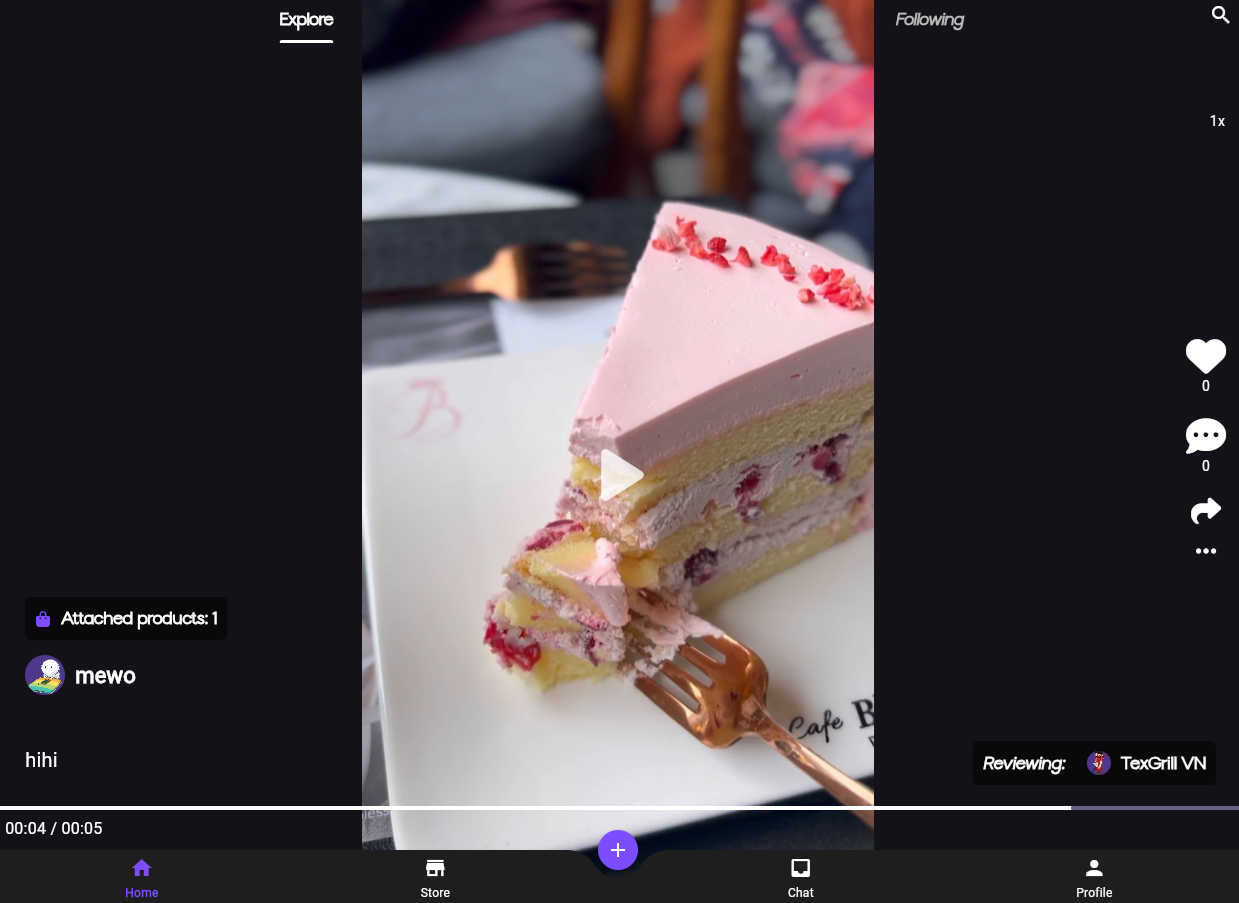 Explore
Following
1x
0
0
Attached products: 1
mewo
hihi
Cafe B
Reviewing:
TexGrill VN
00:04 / 00:05
Home
Store
Chat
Profile